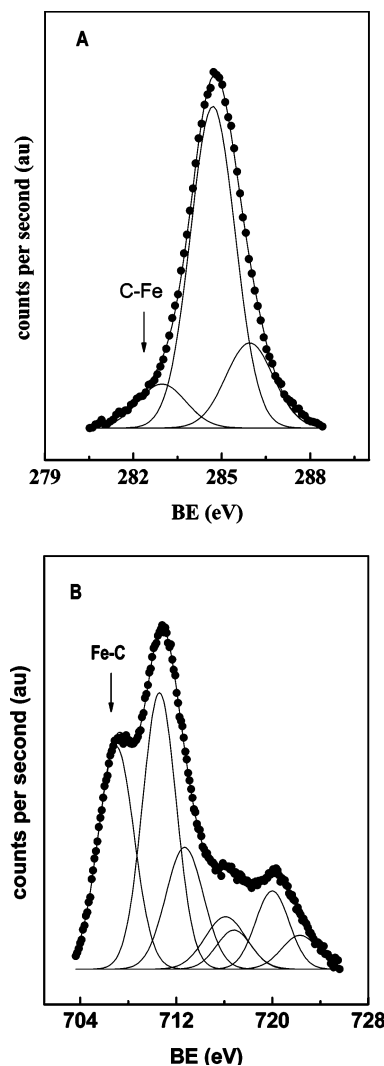 A
counts per second (au)
C-Fe
279 282 285 288
BE (eV)
B
counts per second (au)
Fe-C
704 712 720 728
BE (eV)